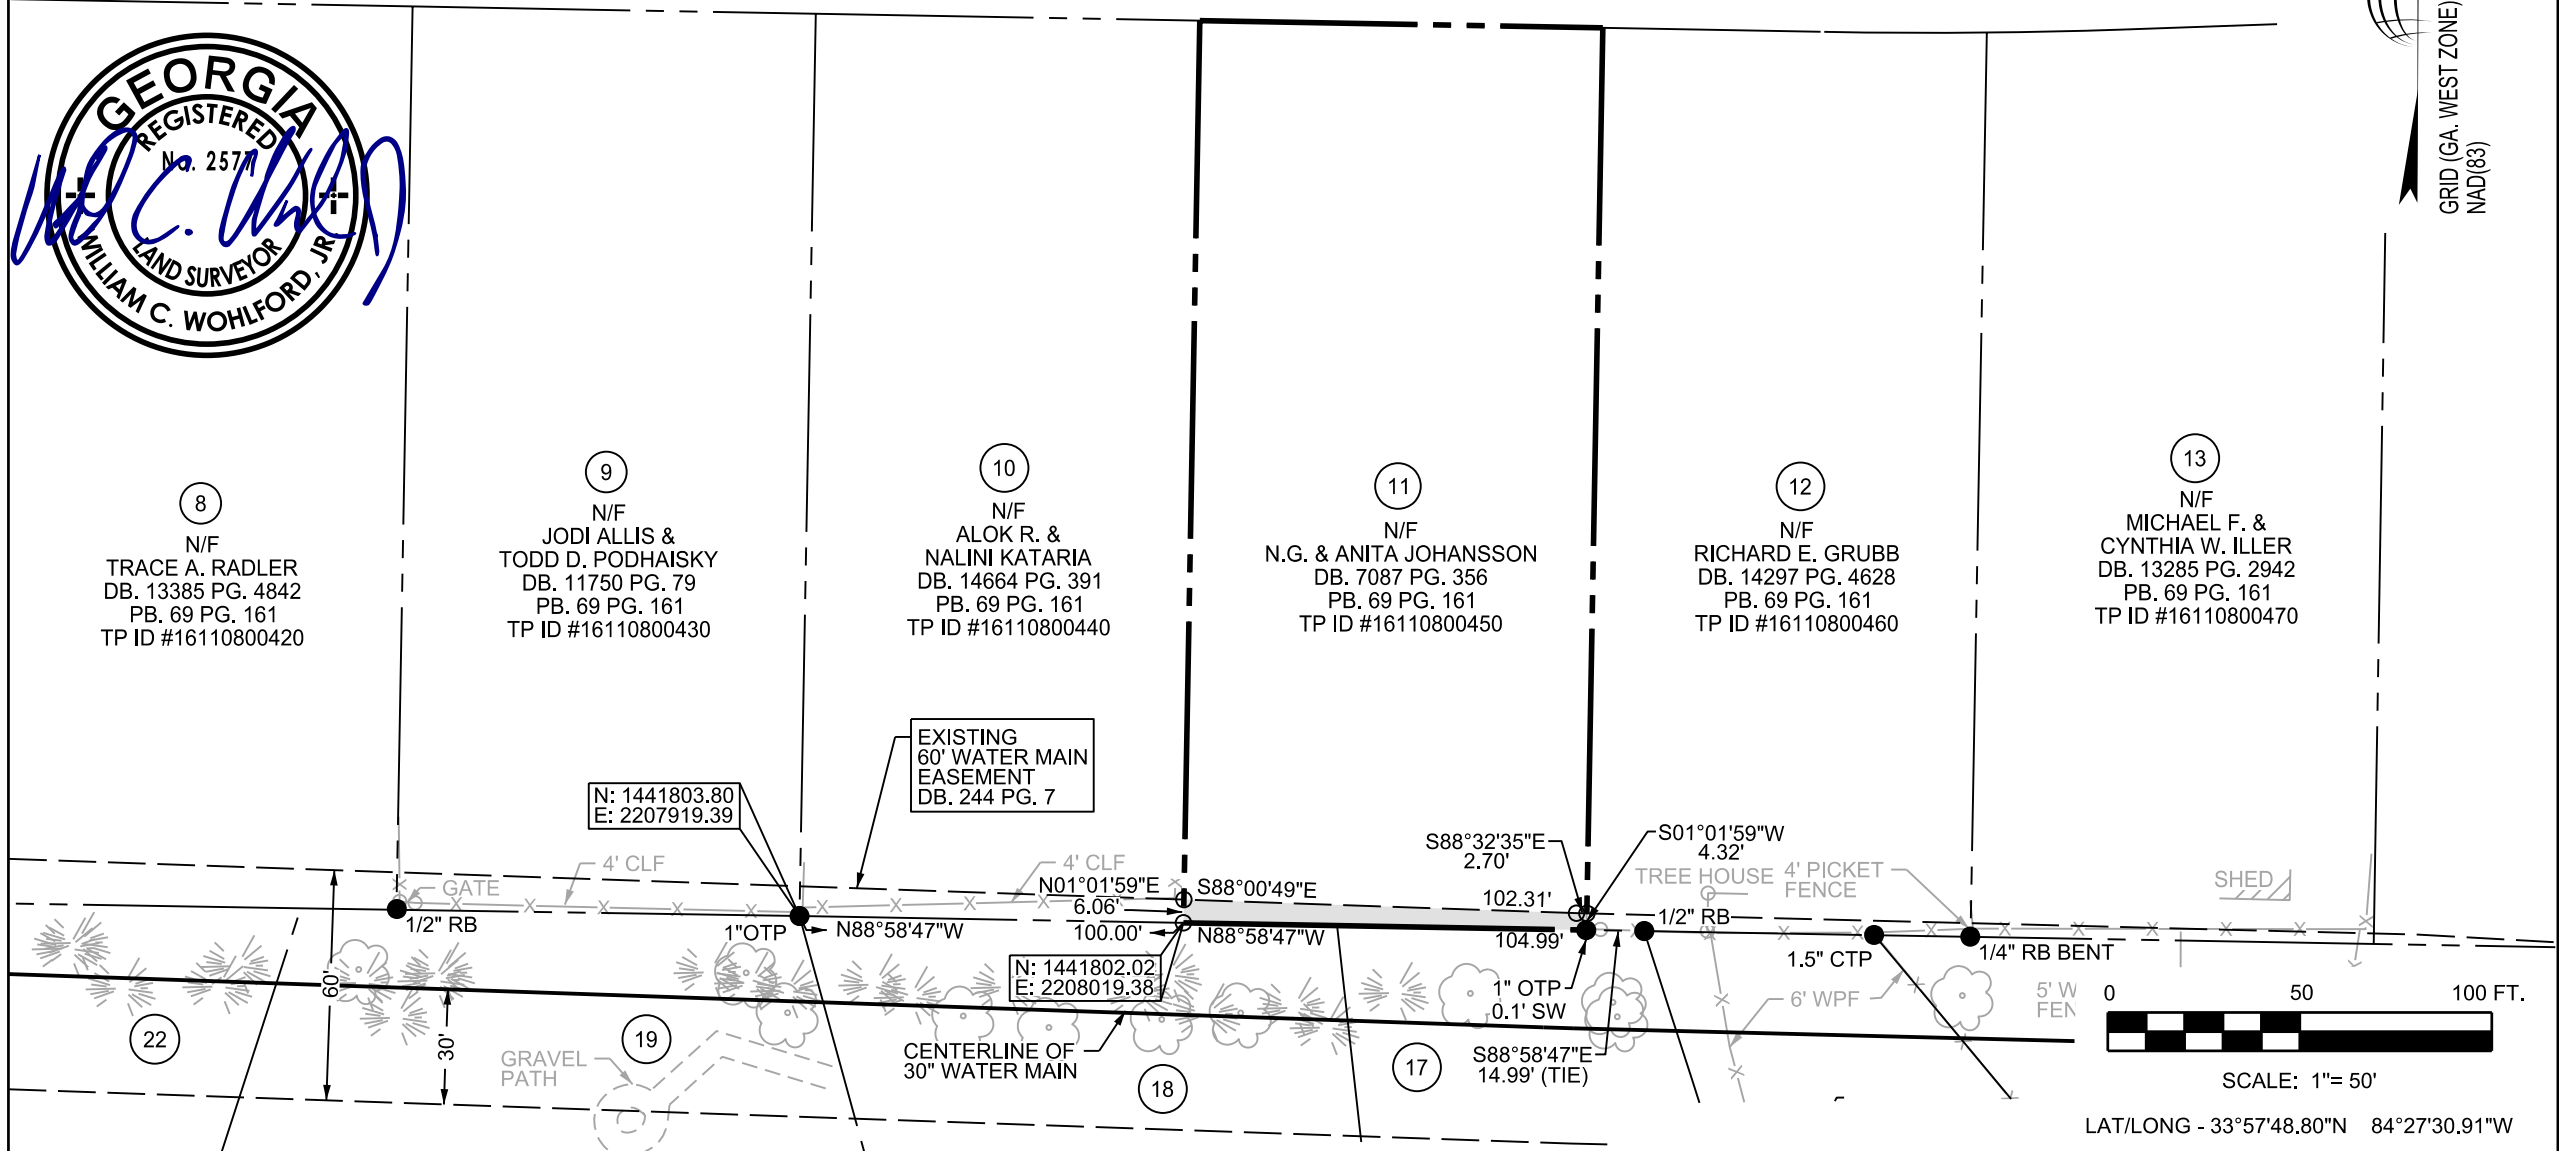 GEORGIA
REGISTERED
No. 2577
LAND SURVEYOR
WILLIAM C. WOHLFORD, JR
GRID (GA. WEST ZONE)
NAD(83)
8
N/F
TRACE A. RADLER
DB. 13385 PG. 4842
PB. 69 PG. 161
TP ID #16110800420
9
N/F
JODI ALLIS &
TODD D. PODHAISKY
DB. 11750 PG. 79
PB. 69 PG. 161
TP ID #16110800430
10
N/F
ALOK R. &
NALINI KATARIA
DB. 14664 PG. 391
PB. 69 PG. 161
TP ID #16110800440
11
N/F
N.G. & ANITA JOHANSSON
DB. 7087 PG. 356
PB. 69 PG. 161
TP ID #16110800450
12
N/F
RICHARD E. GRUBB
DB. 14297 PG. 4628
PB. 69 PG. 161
TP ID #16110800460
13
N/F
MICHAEL F. &
CYNTHIA W. ILLER
DB. 13285 PG. 2942
PB. 69 PG. 161
TP ID #16110800470
EXISTING
60' WATER MAIN
EASEMENT
DB. 244 PG. 7
N: 1441803.80
E: 2207919.39
4' CLF
4' CLF
GATE
1/2" RB
1"OTP
N88°58'47"W
100.00'
N01°01'59"E
6.06'
S88°00'49"E
102.31'
N88°58'47"W
104.99'
S88°32'35"E
2.70'
S01°01'59"W
4.32'
TREE HOUSE
4' PICKET
FENCE
SHED
1/2" RB
1.5" CTP
1/4" RB BENT
N: 1441802.02
E: 2208019.38
1" OTP
0.1' SW
6' WPF
5' W
FEN
60'
30'
22
19
18
17
GRAVEL
PATH
CENTERLINE OF
30" WATER MAIN
S88°58'47"E
14.99' (TIE)
0 50 100 FT.
SCALE: 1"= 50'
LAT/LONG - 33°57'48.80"N 84°27'30.91"W